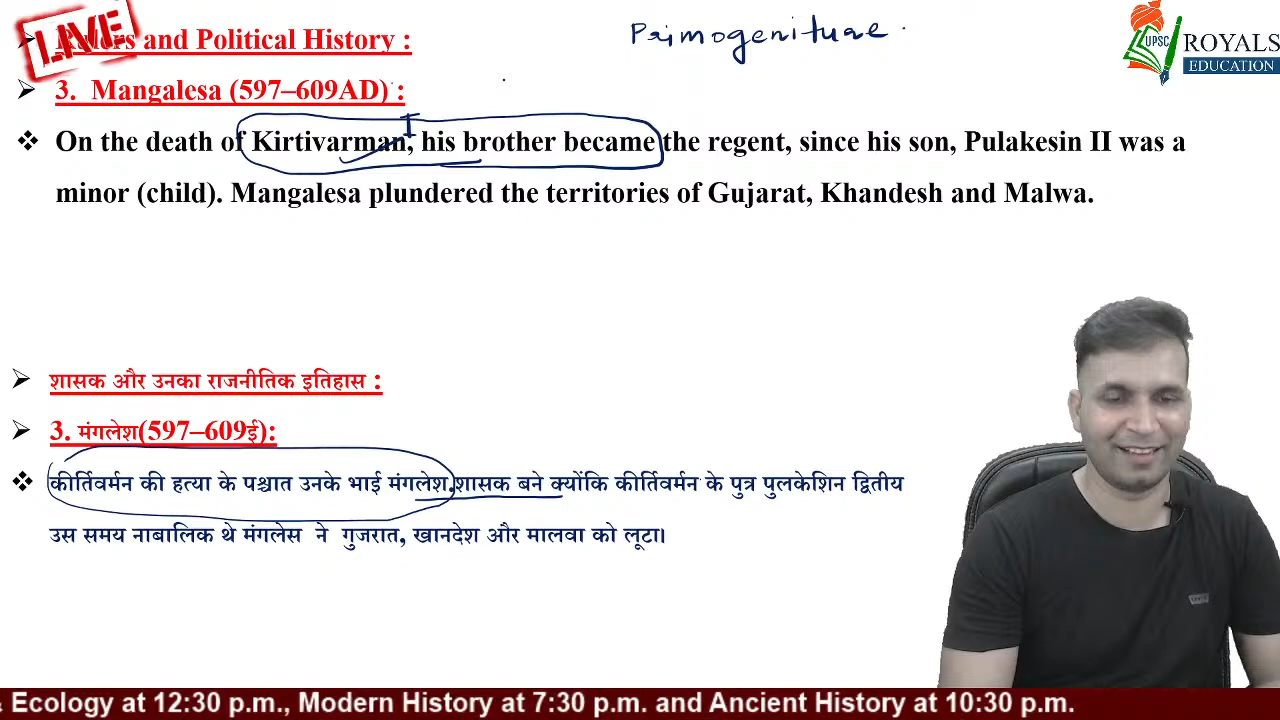 LIVE
Rulers and Political History :
Primogeniture
UPSC ROYALS
EDUCATION
3. Mangalesa (597–609AD) :
I
On the death of Kirtivarman, his brother became the regent, since his son, Pulakesin II was a
minor (child). Mangalesa plundered the territories of Gujarat, Khandesh and Malwa.
शासक और उनका राजनीतिक इतिहास :
3. मंगलेश(597–609ई):
कीर्तिवर्मन की हत्या के पश्चात उनके भाई मंगलेश.शासक बने क्योंकि कीर्तिवर्मन के पुत्र पुलकेशिन द्वितीय
उस समय नाबालिक थे मंगलेस ने गुजरात, खानदेश और मालवा को लूटा।
Ecology at 12:30 p.m., Modern History at 7:30 p.m. and Ancient History at 10:30 p.m.